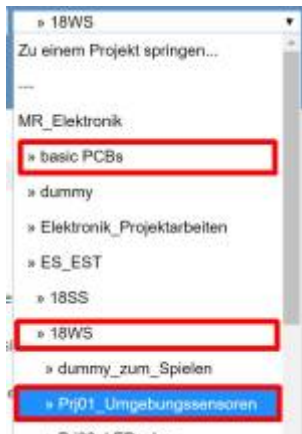 » 18WS
Zu einem Projekt springen...
---
MR_Elektronik
» basic PCBs
» dummy
» Elektronik_Projektarbeiten
» ES_EST
» 18SS
» 18WS
» dummy_zum_Spielen
» Prj01_Umgebungssensoren